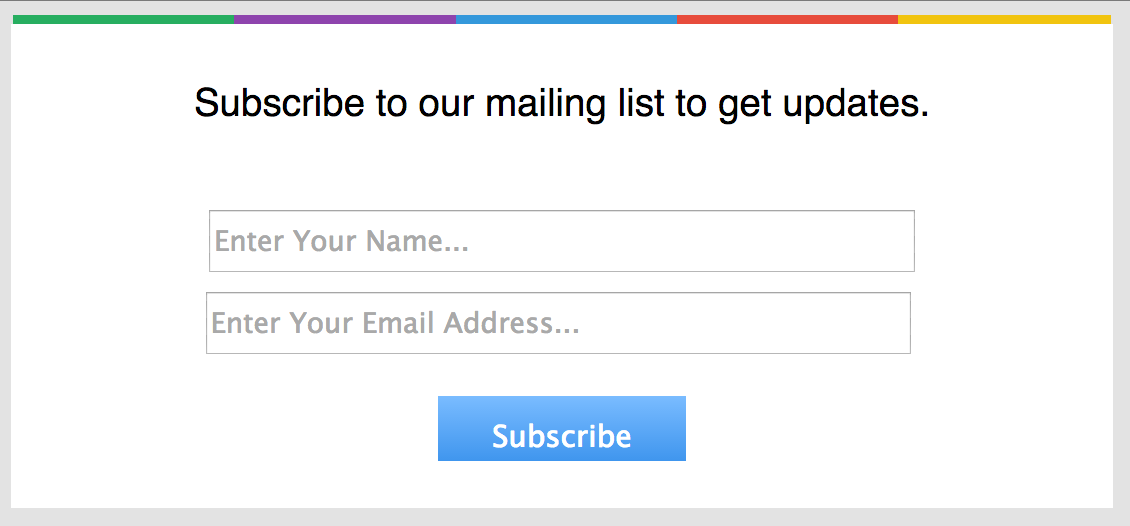 Subscribe to our mailing list to get updates.
Enter Your Name...
Enter Your Email Address...
Subscribe